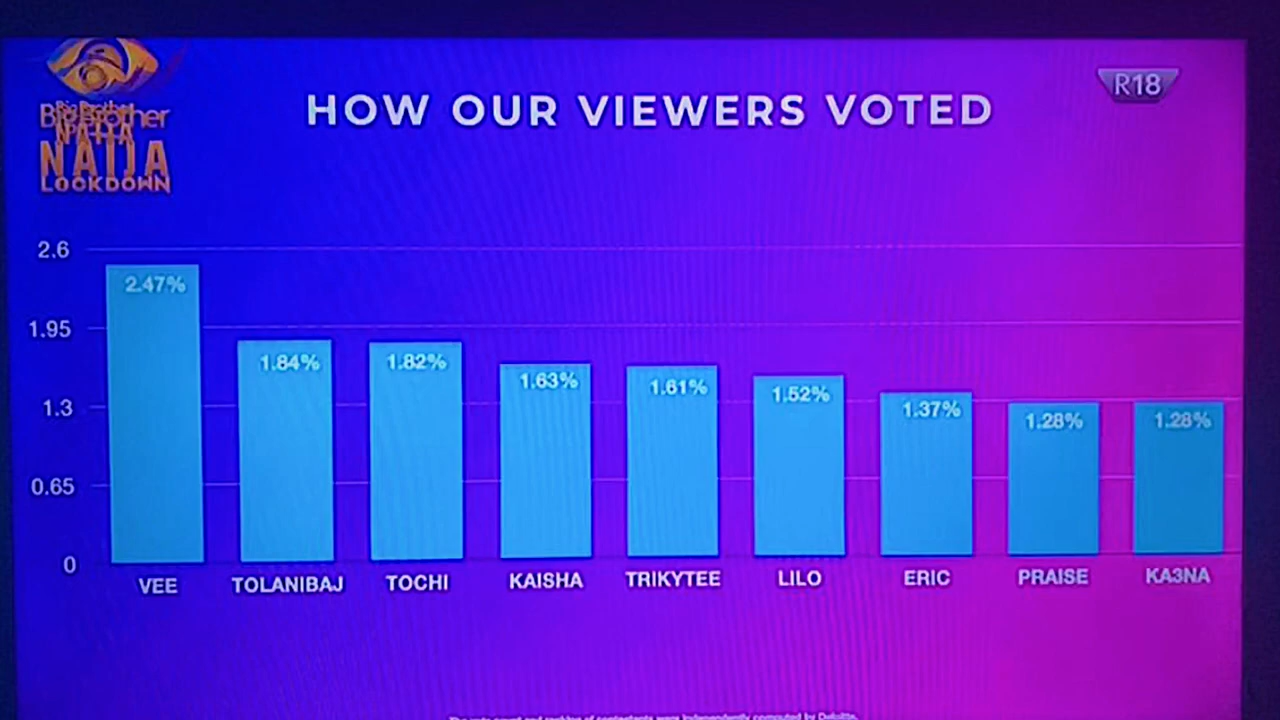 Big Brother
NAIJA
LOCKDOWN
HOW OUR VIEWERS VOTED
R18
2.6
1.95
1.3
0.65
0
2.47%
1.84%
1.82%
1.63%
1.61%
1.52%
1.37%
1.28%
1.28%
VEE
TOLANIBAJ
TOCHI
KAISHA
TRIKYTEE
LILO
ERIC
PRAISE
KA3NA